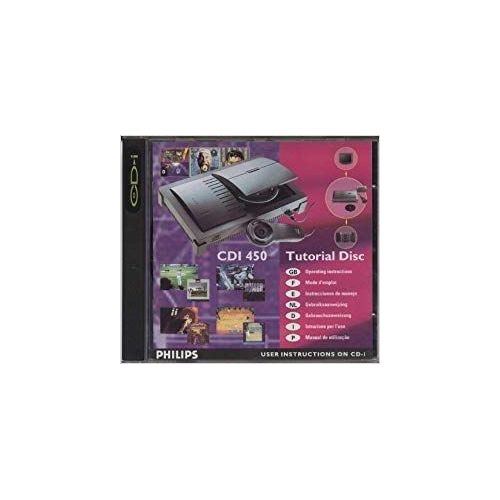 CD-i
CDI 450 Tutorial Disc
GB Operating instructions
F Mode d'emploi
E Instrucciones de manejo
NL Gebruiksaanwijzing
D Gebrauchsanweisung
I Istruzioni per l'uso
P Manual de utilização
PHILIPS USER INSTRUCTIONS ON CD-i